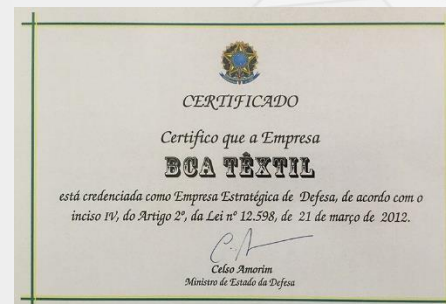 CERTIFICADO
Certifico que a Empresa
BCA TÊXTIL
está credenciada como Empresa Estratégica de Defesa, de acordo com o
inciso IV, do Artigo 2º, da Lei nº 12.598, de 21 de março de 2012.
Celso Amorim
Ministro de Estado da Defesa